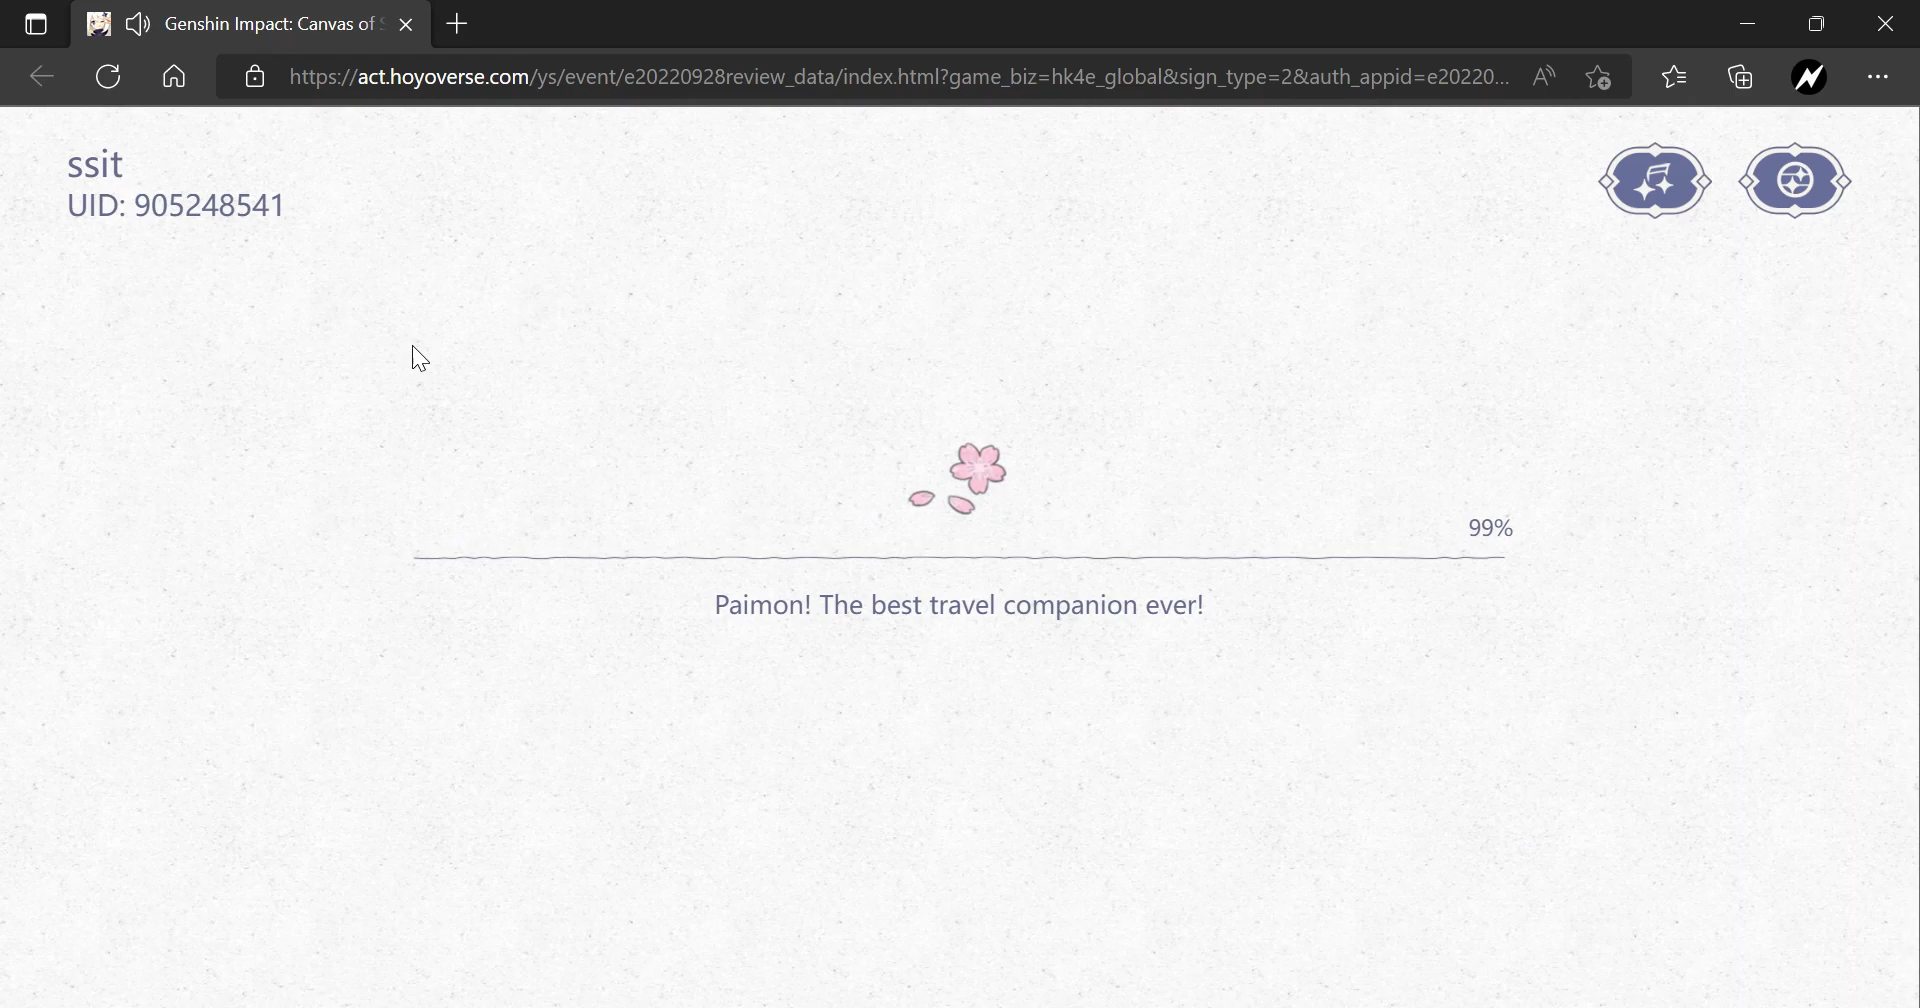 Genshin Impact: Canvas of
https://act.hoyoverse.com/ys/event/e20220928review_data/index.html?game_biz=hk4e_global&sign_type=2&auth_appid=e20220...
ssit
UID: 905248541
99%
Paimon! The best travel companion ever!